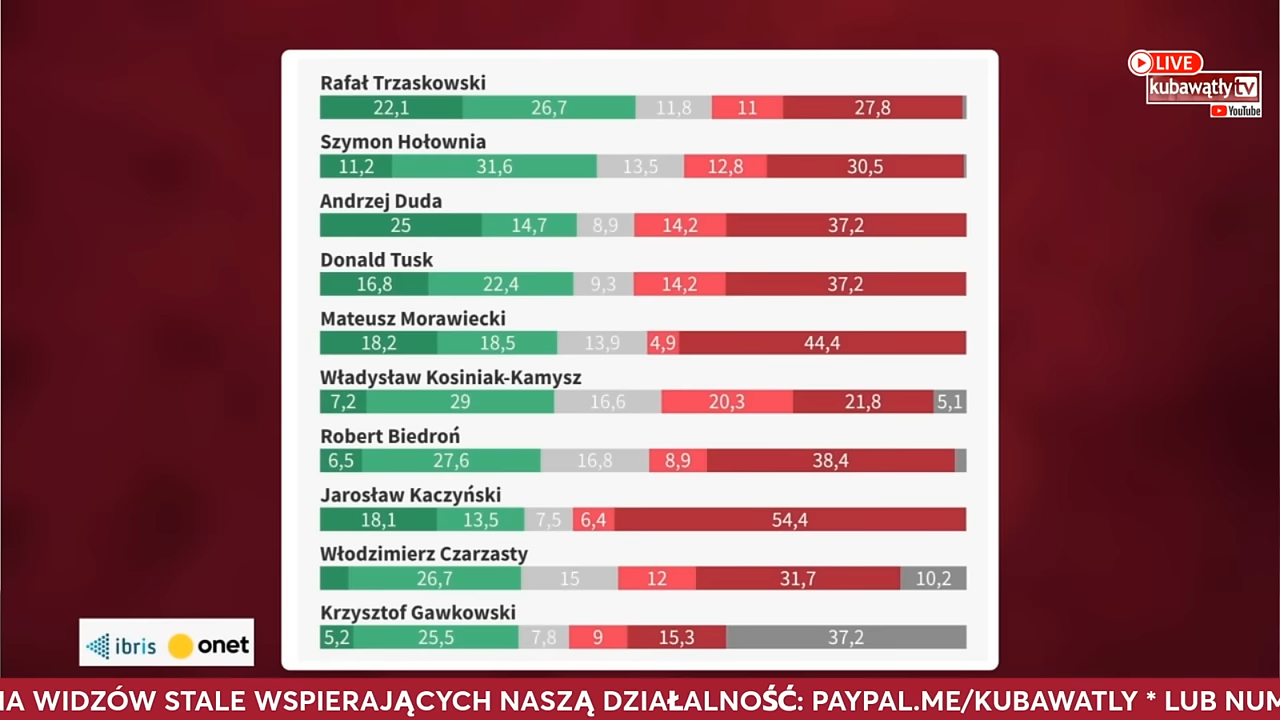 LIVE
kubawątły tv
YouTube
Rafał Trzaskowski
22,1 26,7 11,8 11 27,8
Szymon Hołownia
11,2 31,6 13,5 12,8 30,5
Andrzej Duda
25 14,7 8,9 14,2 37,2
Donald Tusk
16,8 22,4 9,3 14,2 37,2
Mateusz Morawiecki
18,2 18,5 13,9 4,9 44,4
Władysław Kosiniak-Kamysz
7,2 29 16,6 20,3 21,8 5,1
Robert Biedroń
6,5 27,6 16,8 8,9 38,4
Jarosław Kaczyński
18,1 13,5 7,5 6,4 54,4
Włodzimierz Czarzasty
26,7 15 12 31,7 10,2
Krzysztof Gawkowski
5,2 25,5 7,8 9 15,3 37,2
ibris onet
NA WIDZÓW STALE WSPIERAJĄCYCH NASZĄ DZIAŁALNOŚĆ: PAYPAL.ME/KUBAWATLY * LUB NUM